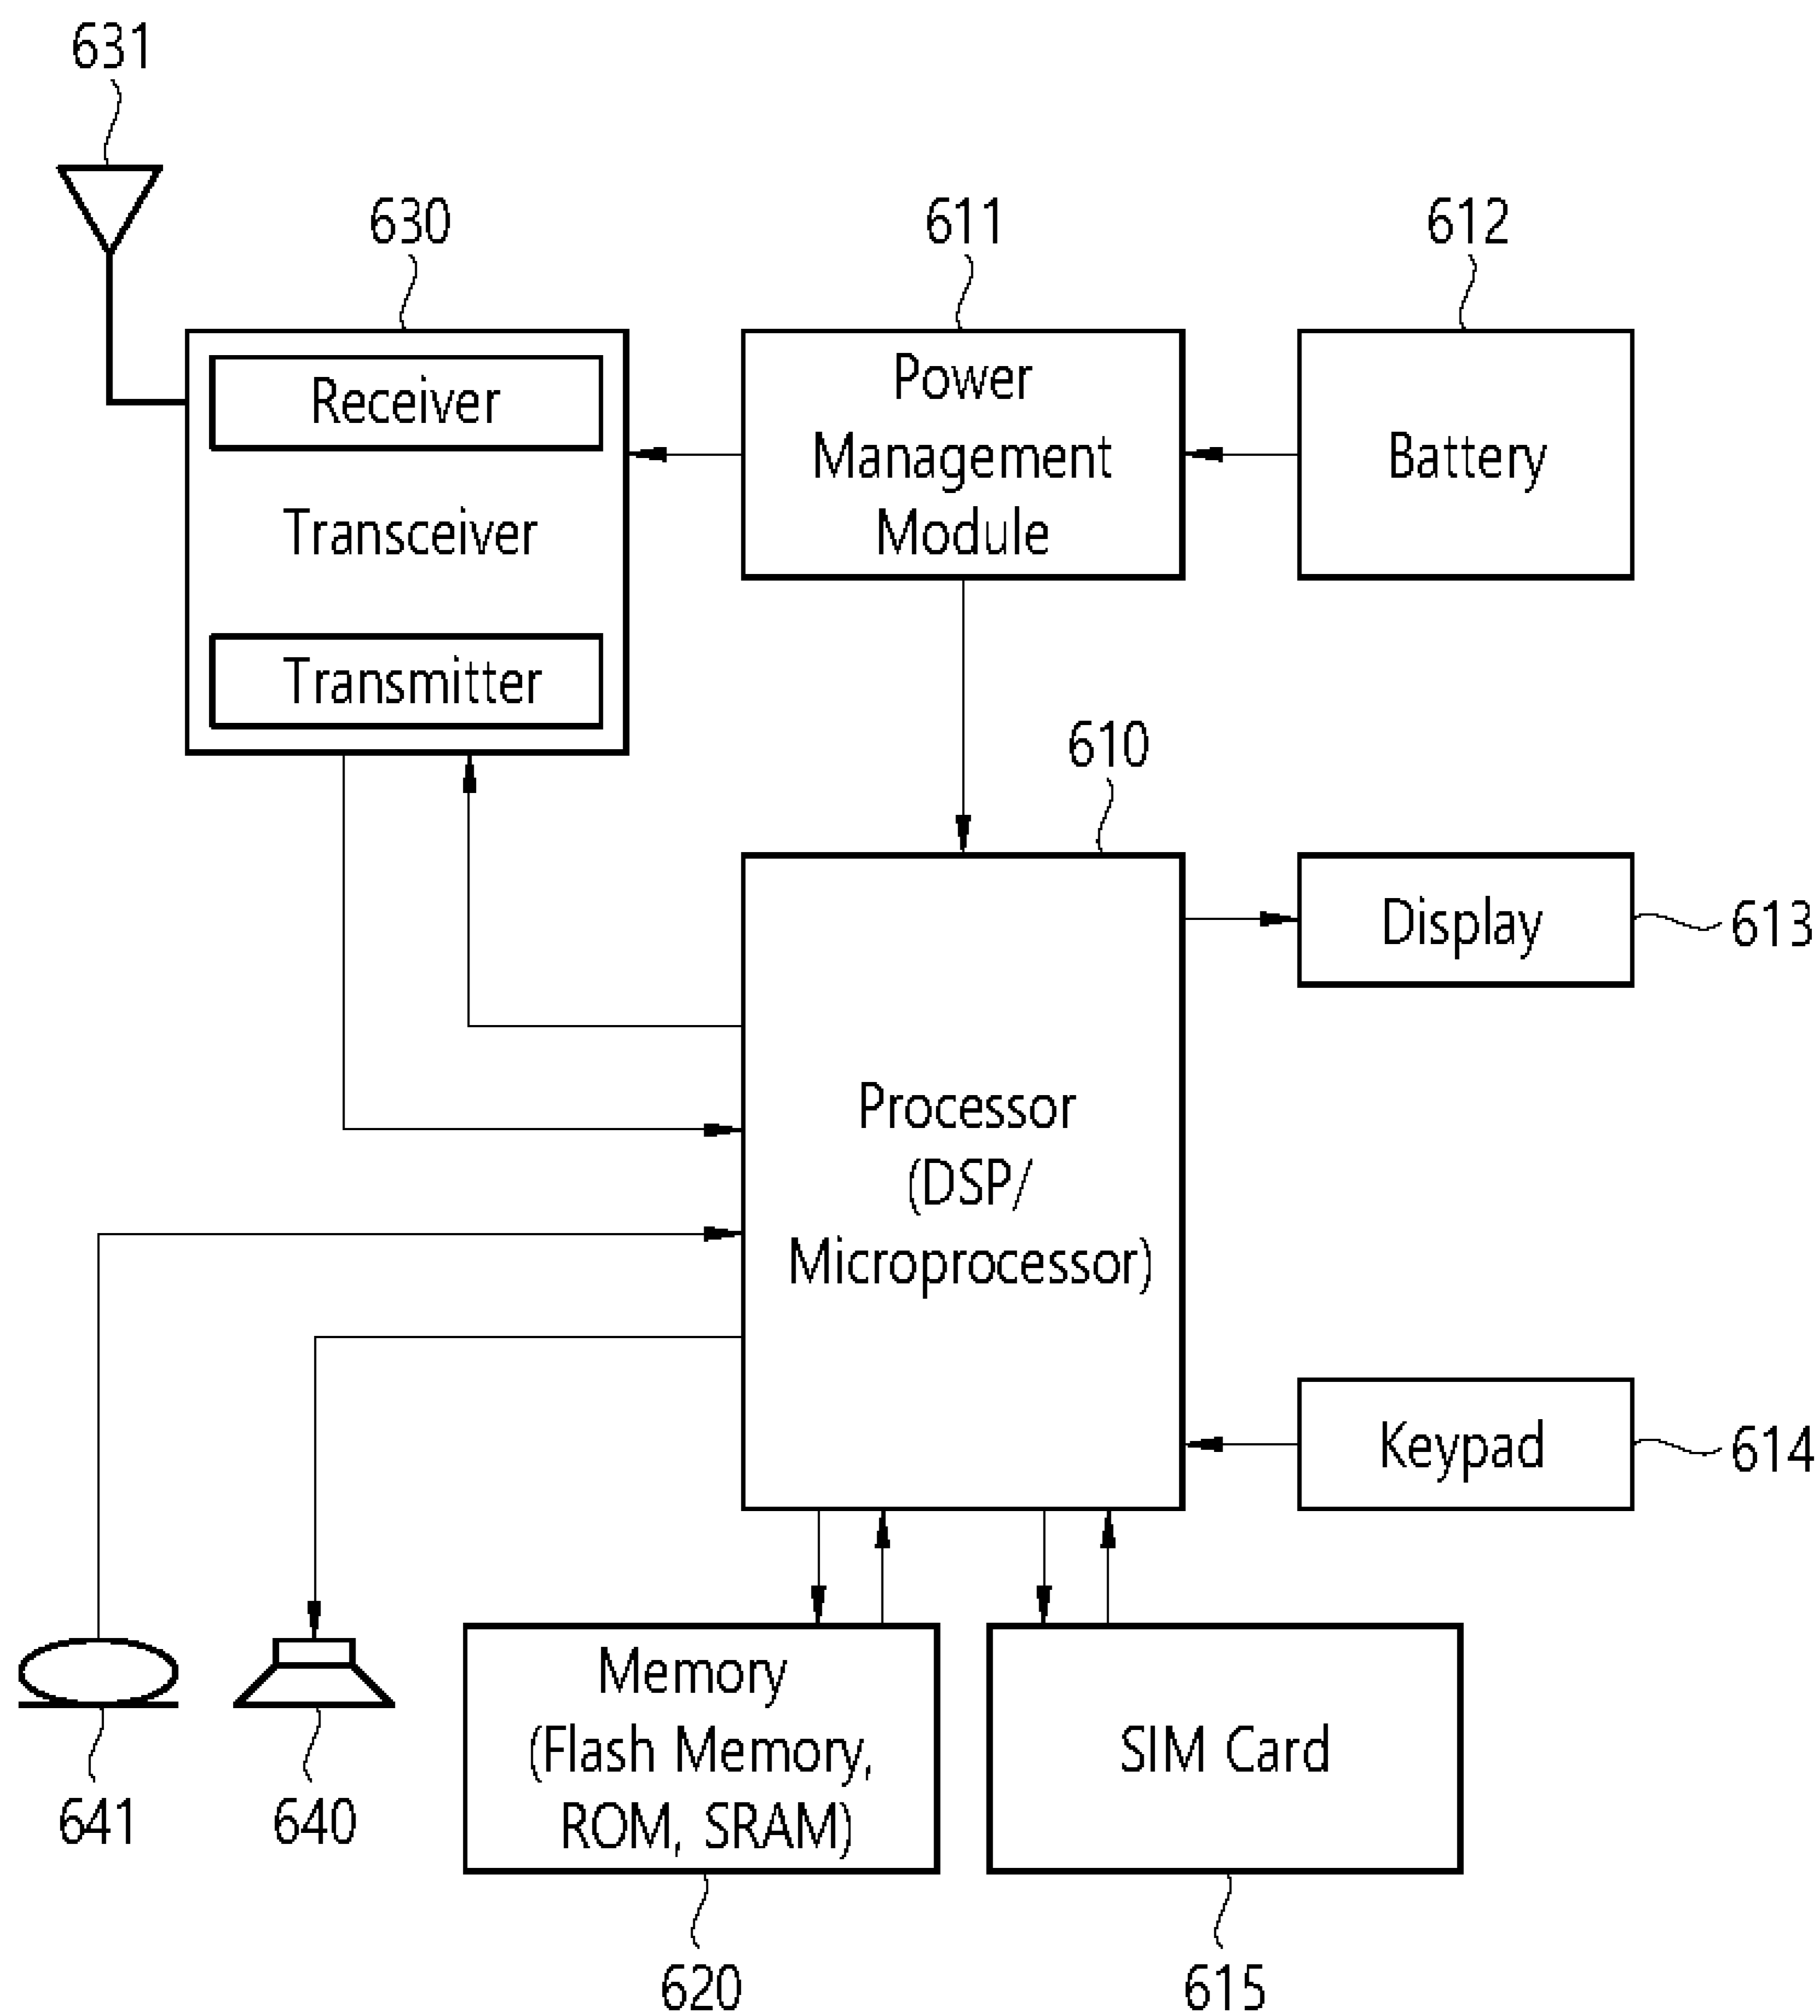 631
630
611
612
Receiver
Transceiver
Transmitter
Power
Management
Module
Battery
610
Processor
(DSP/
Microprocessor)
Display
613
Keypad
614
641
640
Memory
(Flash Memory,
ROM, SRAM)
SIM Card
620
615